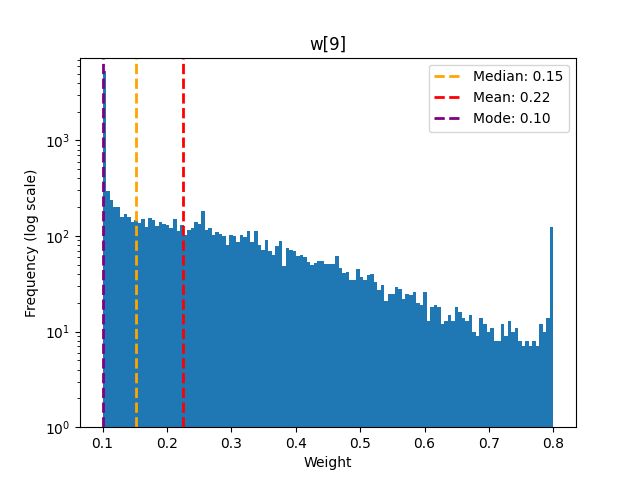 w[9]
Median: 0.15
Mean: 0.22
Mode: 0.10
Frequency (log scale)
10³
10²
10¹
10⁰
0.1 0.2 0.3 0.4 0.5 0.6 0.7 0.8
Weight